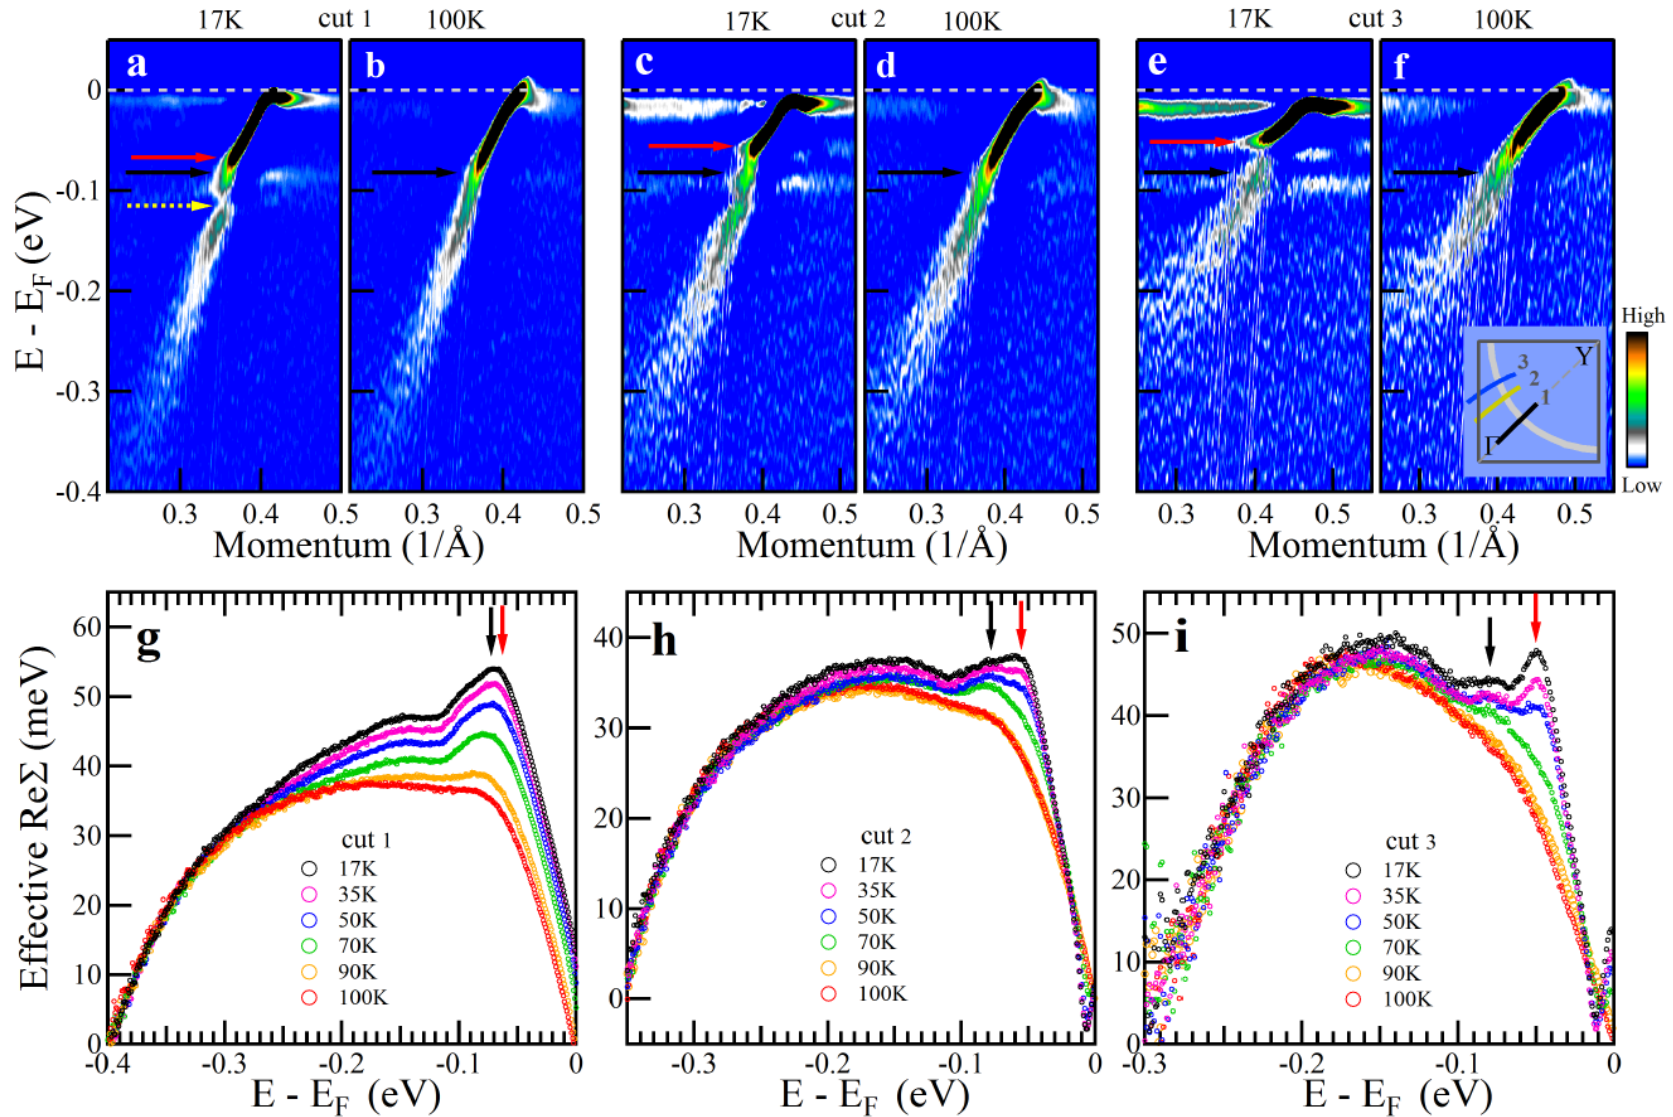 17K cut 1 100K
17K cut 2 100K
17K cut 3 100K
a
b
c
d
e
f
E - E_F (eV)
0
-0.1
-0.2
-0.3
-0.4
0.3 0.4 0.5
0.3 0.4 0.5
0.3 0.4 0.5
0.3 0.4 0.5
0.3 0.4 0.5
0.4 0.5
Momentum (1/Å)
Momentum (1/Å)
Momentum (1/Å)
Γ
Y
1
2
3
High
Low
g
Effective ReΣ (meV)
60
50
40
30
20
10
0
cut 1
17K
35K
50K
70K
90K
100K
-0.4 -0.3 -0.2 -0.1 0
E - E_F (eV)
h
40
30
20
10
0
cut 2
17K
35K
50K
70K
90K
100K
-0.3 -0.2 -0.1 0
E - E_F (eV)
i
50
40
30
20
10
0
cut 3
17K
35K
50K
70K
90K
100K
-0.3 -0.2 -0.1 0
E - E_F (eV)